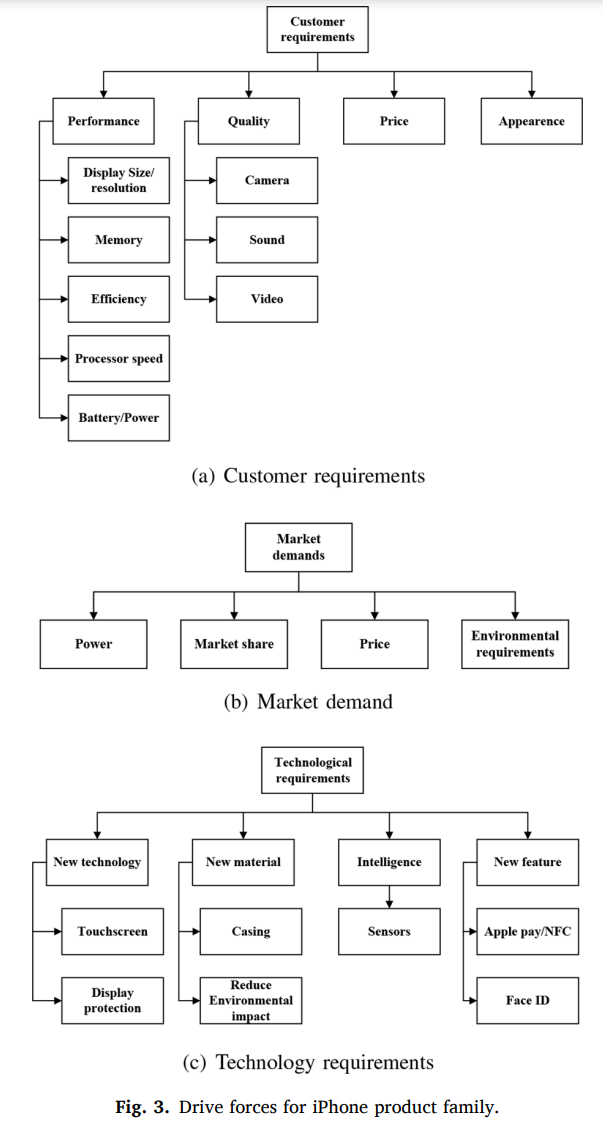 Customer
requirements
Performance
Quality
Price
Appearence
Display Size/
resolution
Camera
Memory
Sound
Efficiency
Video
Processor speed
Battery/Power
(a) Customer requirements
Market
demands
Power
Market share
Price
Environmental
requirements
(b) Market demand
Technological
requirements
New technology
New material
Intelligence
New feature
Touchscreen
Casing
Sensors
Apple pay/NFC
Display
protection
Reduce
Environmental
impact
Face ID
(c) Technology requirements
Fig. 3. Drive forces for iPhone product family.